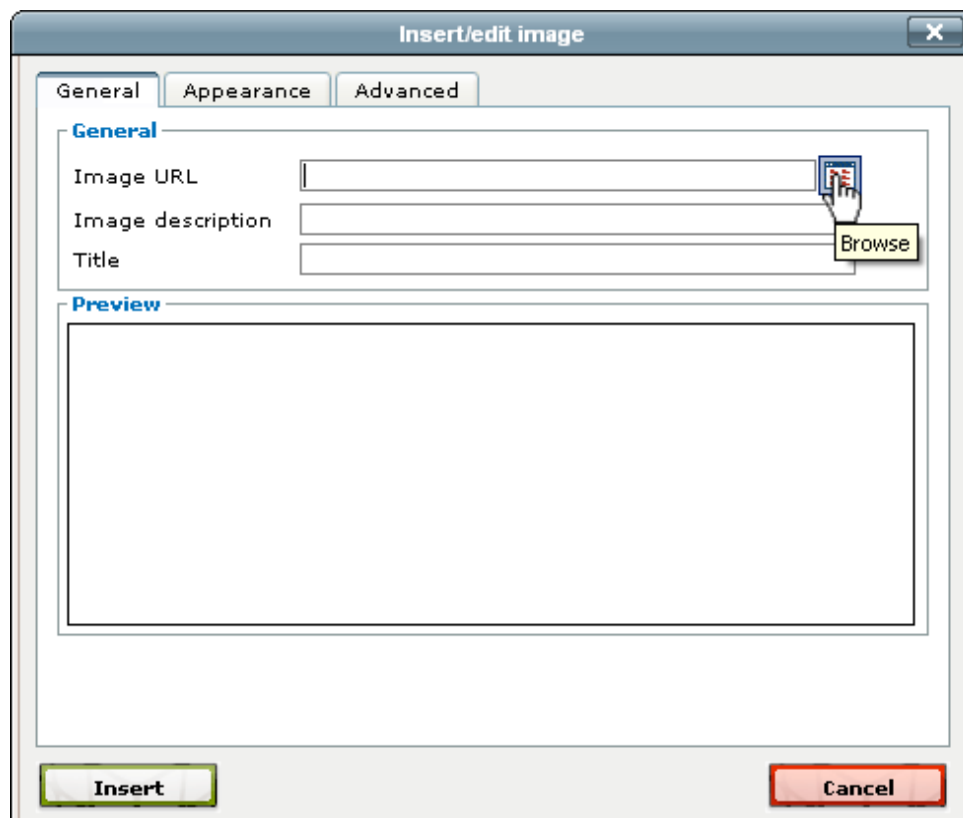 Insert/edit image
General Appearance Advanced
General
Image URL
Image description
Browse
Title
Preview
Insert Cancel